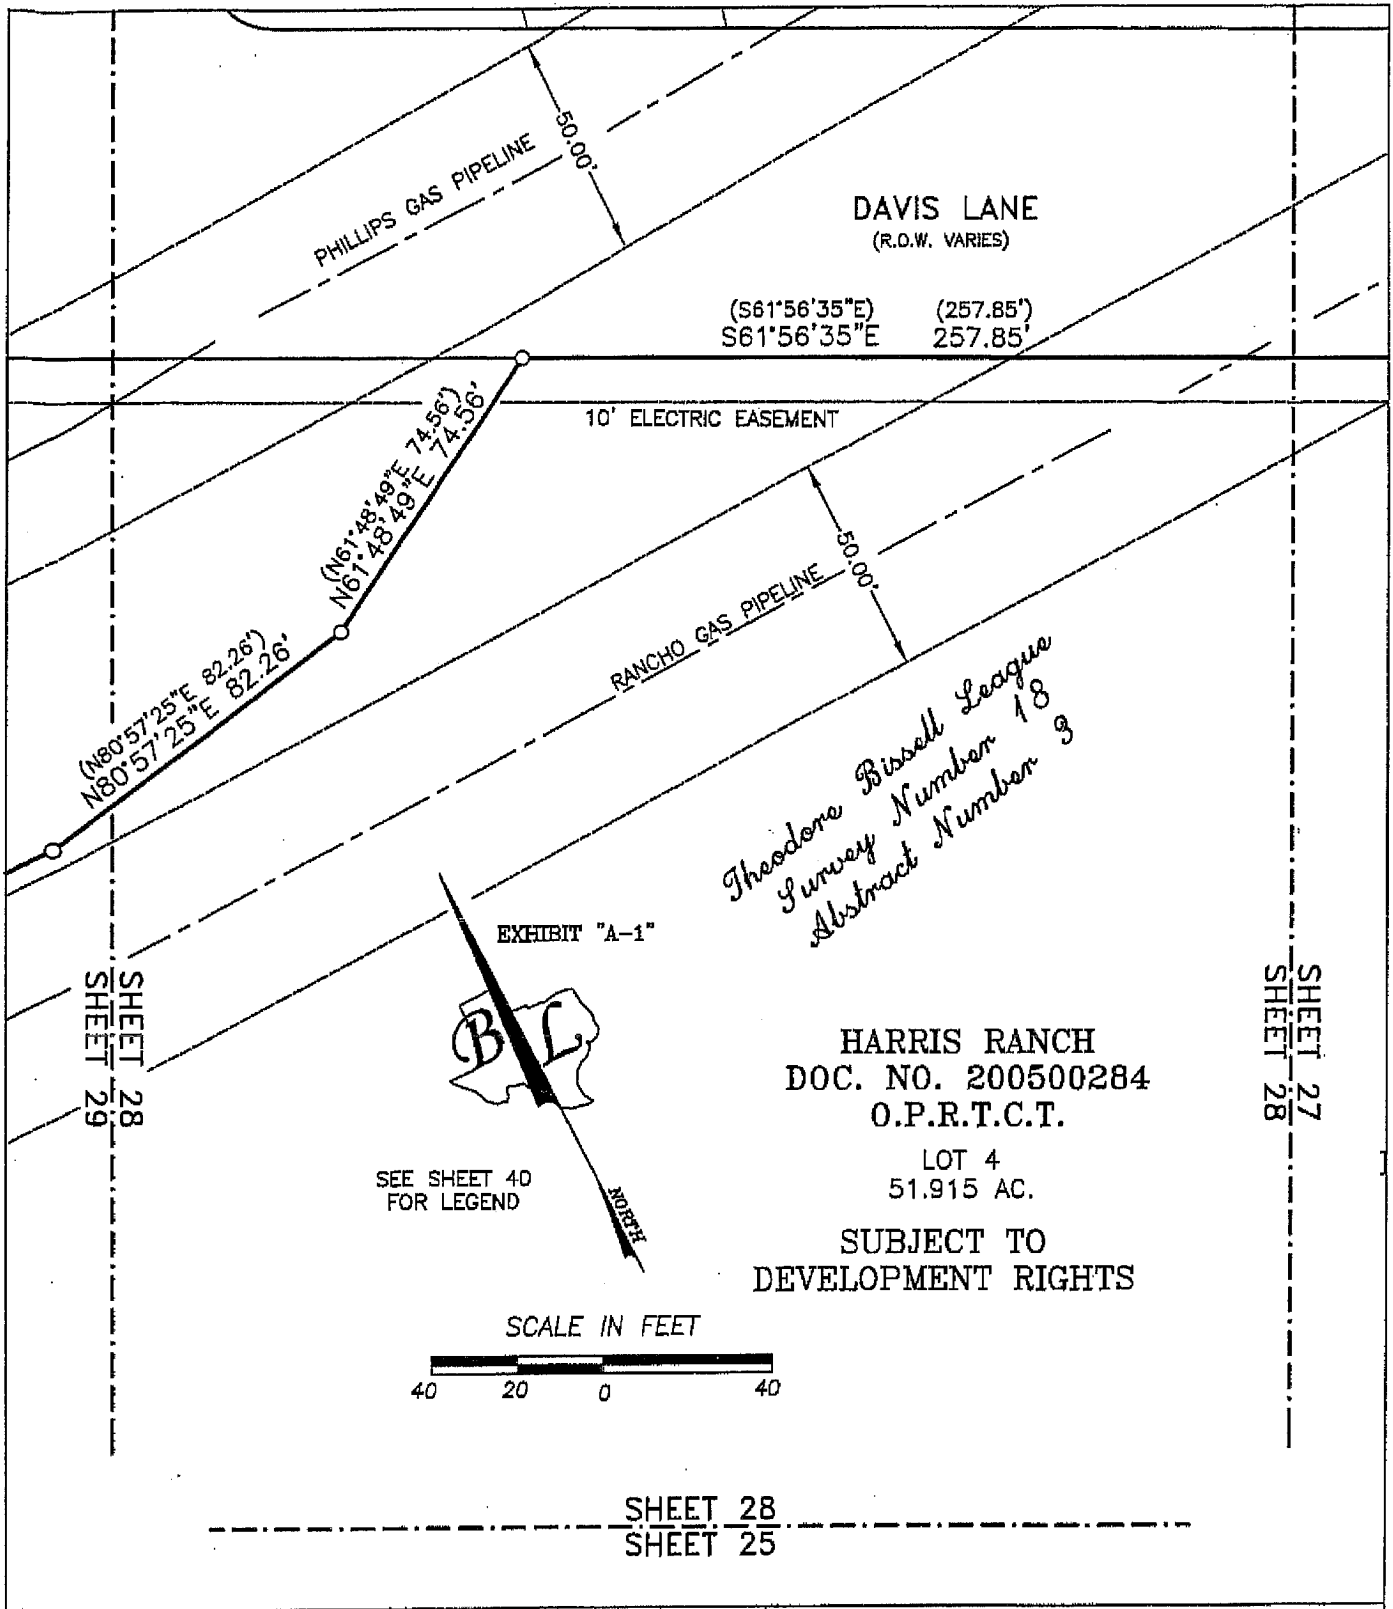 50.00'
PHILLIPS GAS PIPELINE
DAVIS LANE
(R.O.W. VARIES)
(S61°56'35"E) (257.85')
S61°56'35"E 257.85'
10' ELECTRIC EASEMENT
(N61°48'49"E 74.56')
N61°48'49"E 74.56'
50.00'
RANCHO GAS PIPELINE
(N80°57'25"E 82.26')
N80°57'25"E 82.26'
Theodore Bissell League
Survey Number 18
Abstract Number 3
EXHIBIT "A-1"
SHEET 28
SHEET 29
SHEET 27
SHEET 28
B L
HARRIS RANCH
DOC. NO. 200500284
O.P.R.T.C.T.
LOT 4
51.915 AC.
SEE SHEET 40
FOR LEGEND
NORTH
SUBJECT TO
DEVELOPMENT RIGHTS
SCALE IN FEET
40 20 0 40
SHEET 28
SHEET 25